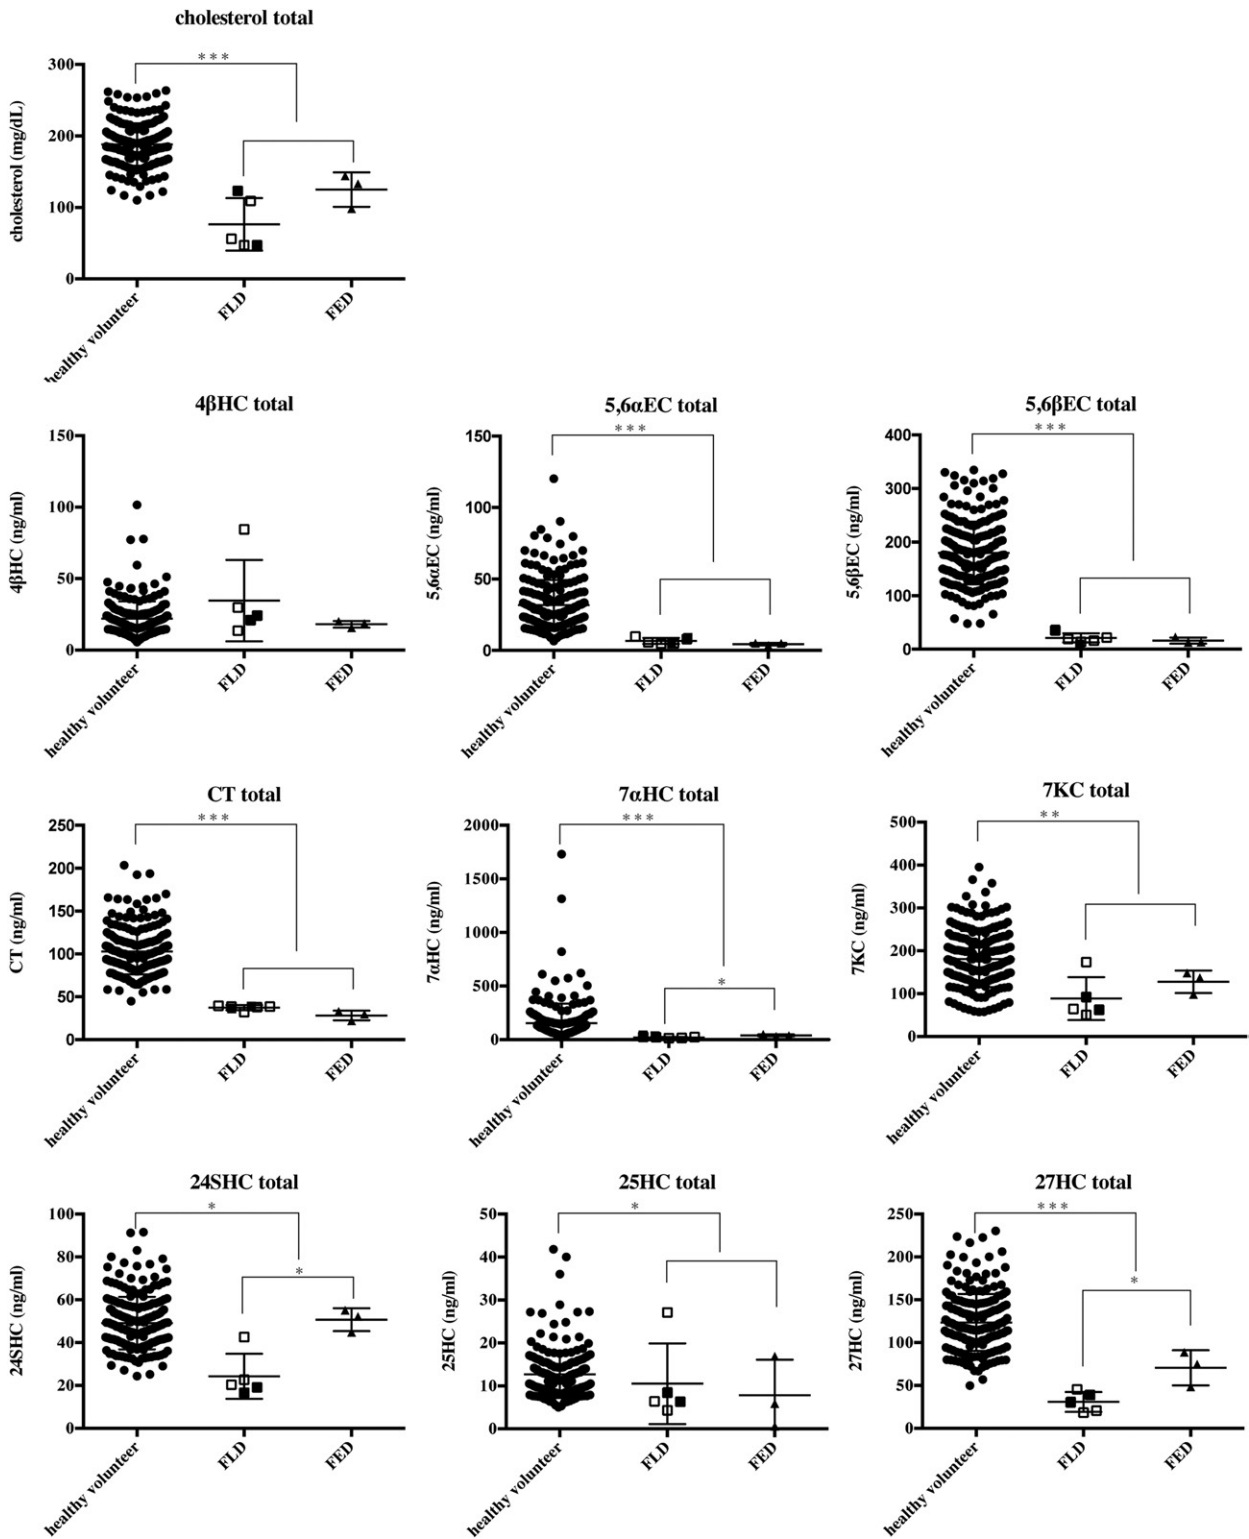 cholesterol total
***
cholesterol (mg/dL)
300
200
100
0
healthy volunteer
FLD
FED
4βHC total
4βHC (ng/ml)
150
100
50
0
healthy volunteer
FLD
FED
5,6αEC total
***
5,6αEC (ng/ml)
150
100
50
0
healthy volunteer
FLD
FED
5,6βEC total
***
5,6βEC (ng/ml)
400
300
200
100
0
healthy volunteer
FLD
FED
CT total
***
CT (ng/ml)
250
200
150
100
50
0
healthy volunteer
FLD
FED
7αHC total
***
*
7αHC (ng/ml)
2000
1500
1000
500
0
healthy volunteer
FLD
FED
7KC total
**
7KC (ng/ml)
500
400
300
200
100
0
healthy volunteer
FLD
FED
24SHC total
*
*
24SHC (ng/ml)
100
80
60
40
20
0
healthy volunteer
FLD
FED
25HC total
*
25HC (ng/ml)
50
40
30
20
10
0
healthy volunteer
FLD
FED
27HC total
***
*
27HC (ng/ml)
250
200
150
100
50
0
healthy volunteer
FLD
FED